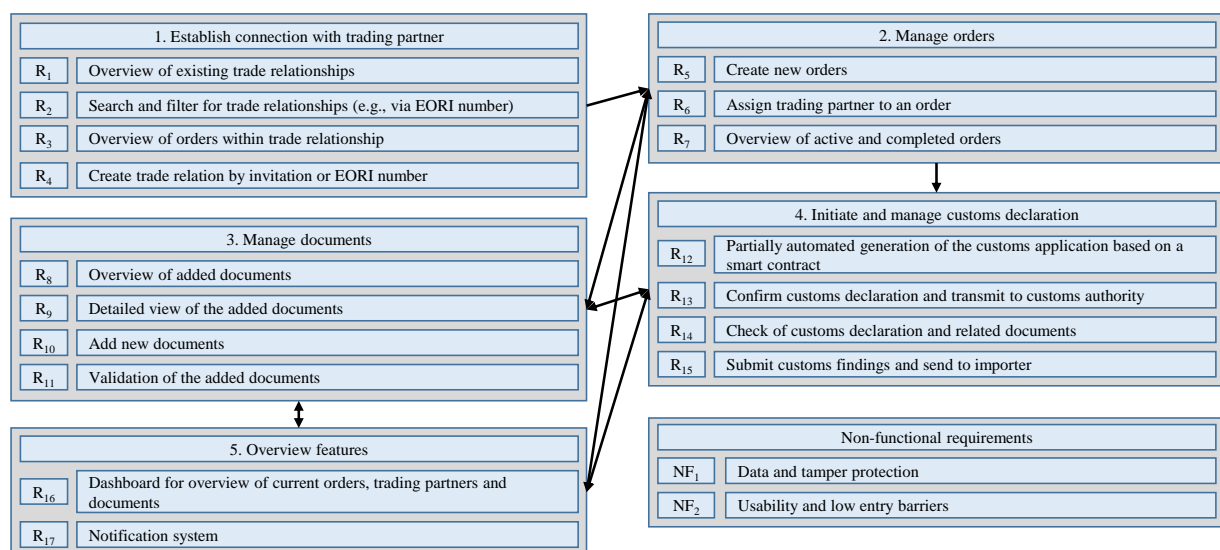 1. Establish connection with trading partner
R1 Overview of existing trade relationships
R2 Search and filter for trade relationships (e.g., via EORI number)
R3 Overview of orders within trade relationship
R4 Create trade relation by invitation or EORI number
2. Manage orders
R5 Create new orders
R6 Assign trading partner to an order
R7 Overview of active and completed orders
3. Manage documents
R8 Overview of added documents
R9 Detailed view of the added documents
R10 Add new documents
R11 Validation of the added documents
4. Initiate and manage customs declaration
R12 Partially automated generation of the customs application based on a
smart contract
R13 Confirm customs declaration and transmit to customs authority
R14 Check of customs declaration and related documents
R15 Submit customs findings and send to importer
5. Overview features
R16 Dashboard for overview of current orders, trading partners and
documents
R17 Notification system
Non-functional requirements
NF1 Data and tamper protection
NF2 Usability and low entry barriers